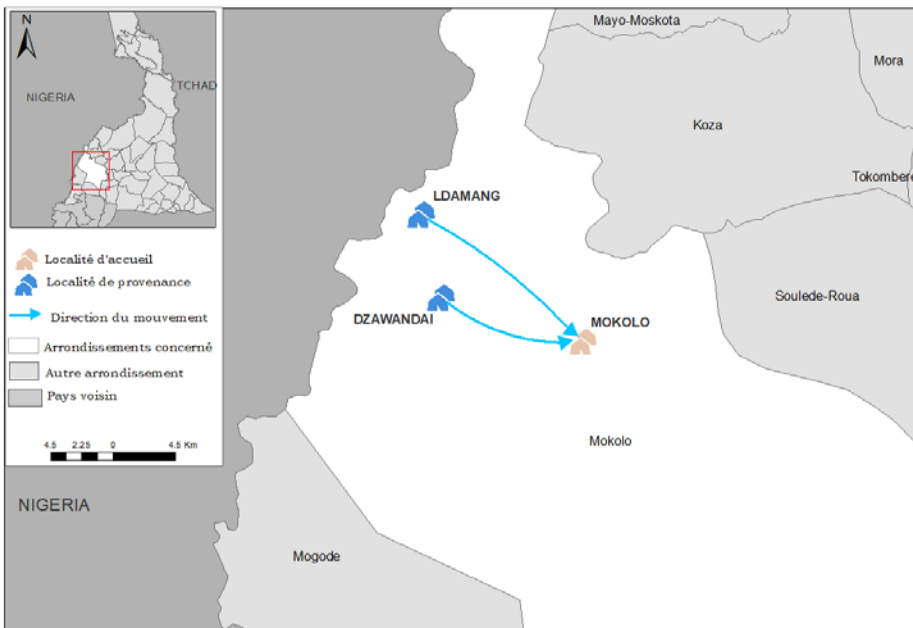 N
TCHAD
NIGERIA
Localité d'accueil
Localité de provenance
Direction du mouvement
Arrondissements concerné
Autre arrondissement
Pays voisin
4.5 2.25 0 4.5 Km
NIGERIA
Mayo-Moskota
Mora
Koza
Tokombere
LDAMANG
Soulede-Roua
DZAWANDAI
MOKOLO
Mokolo
Mogode